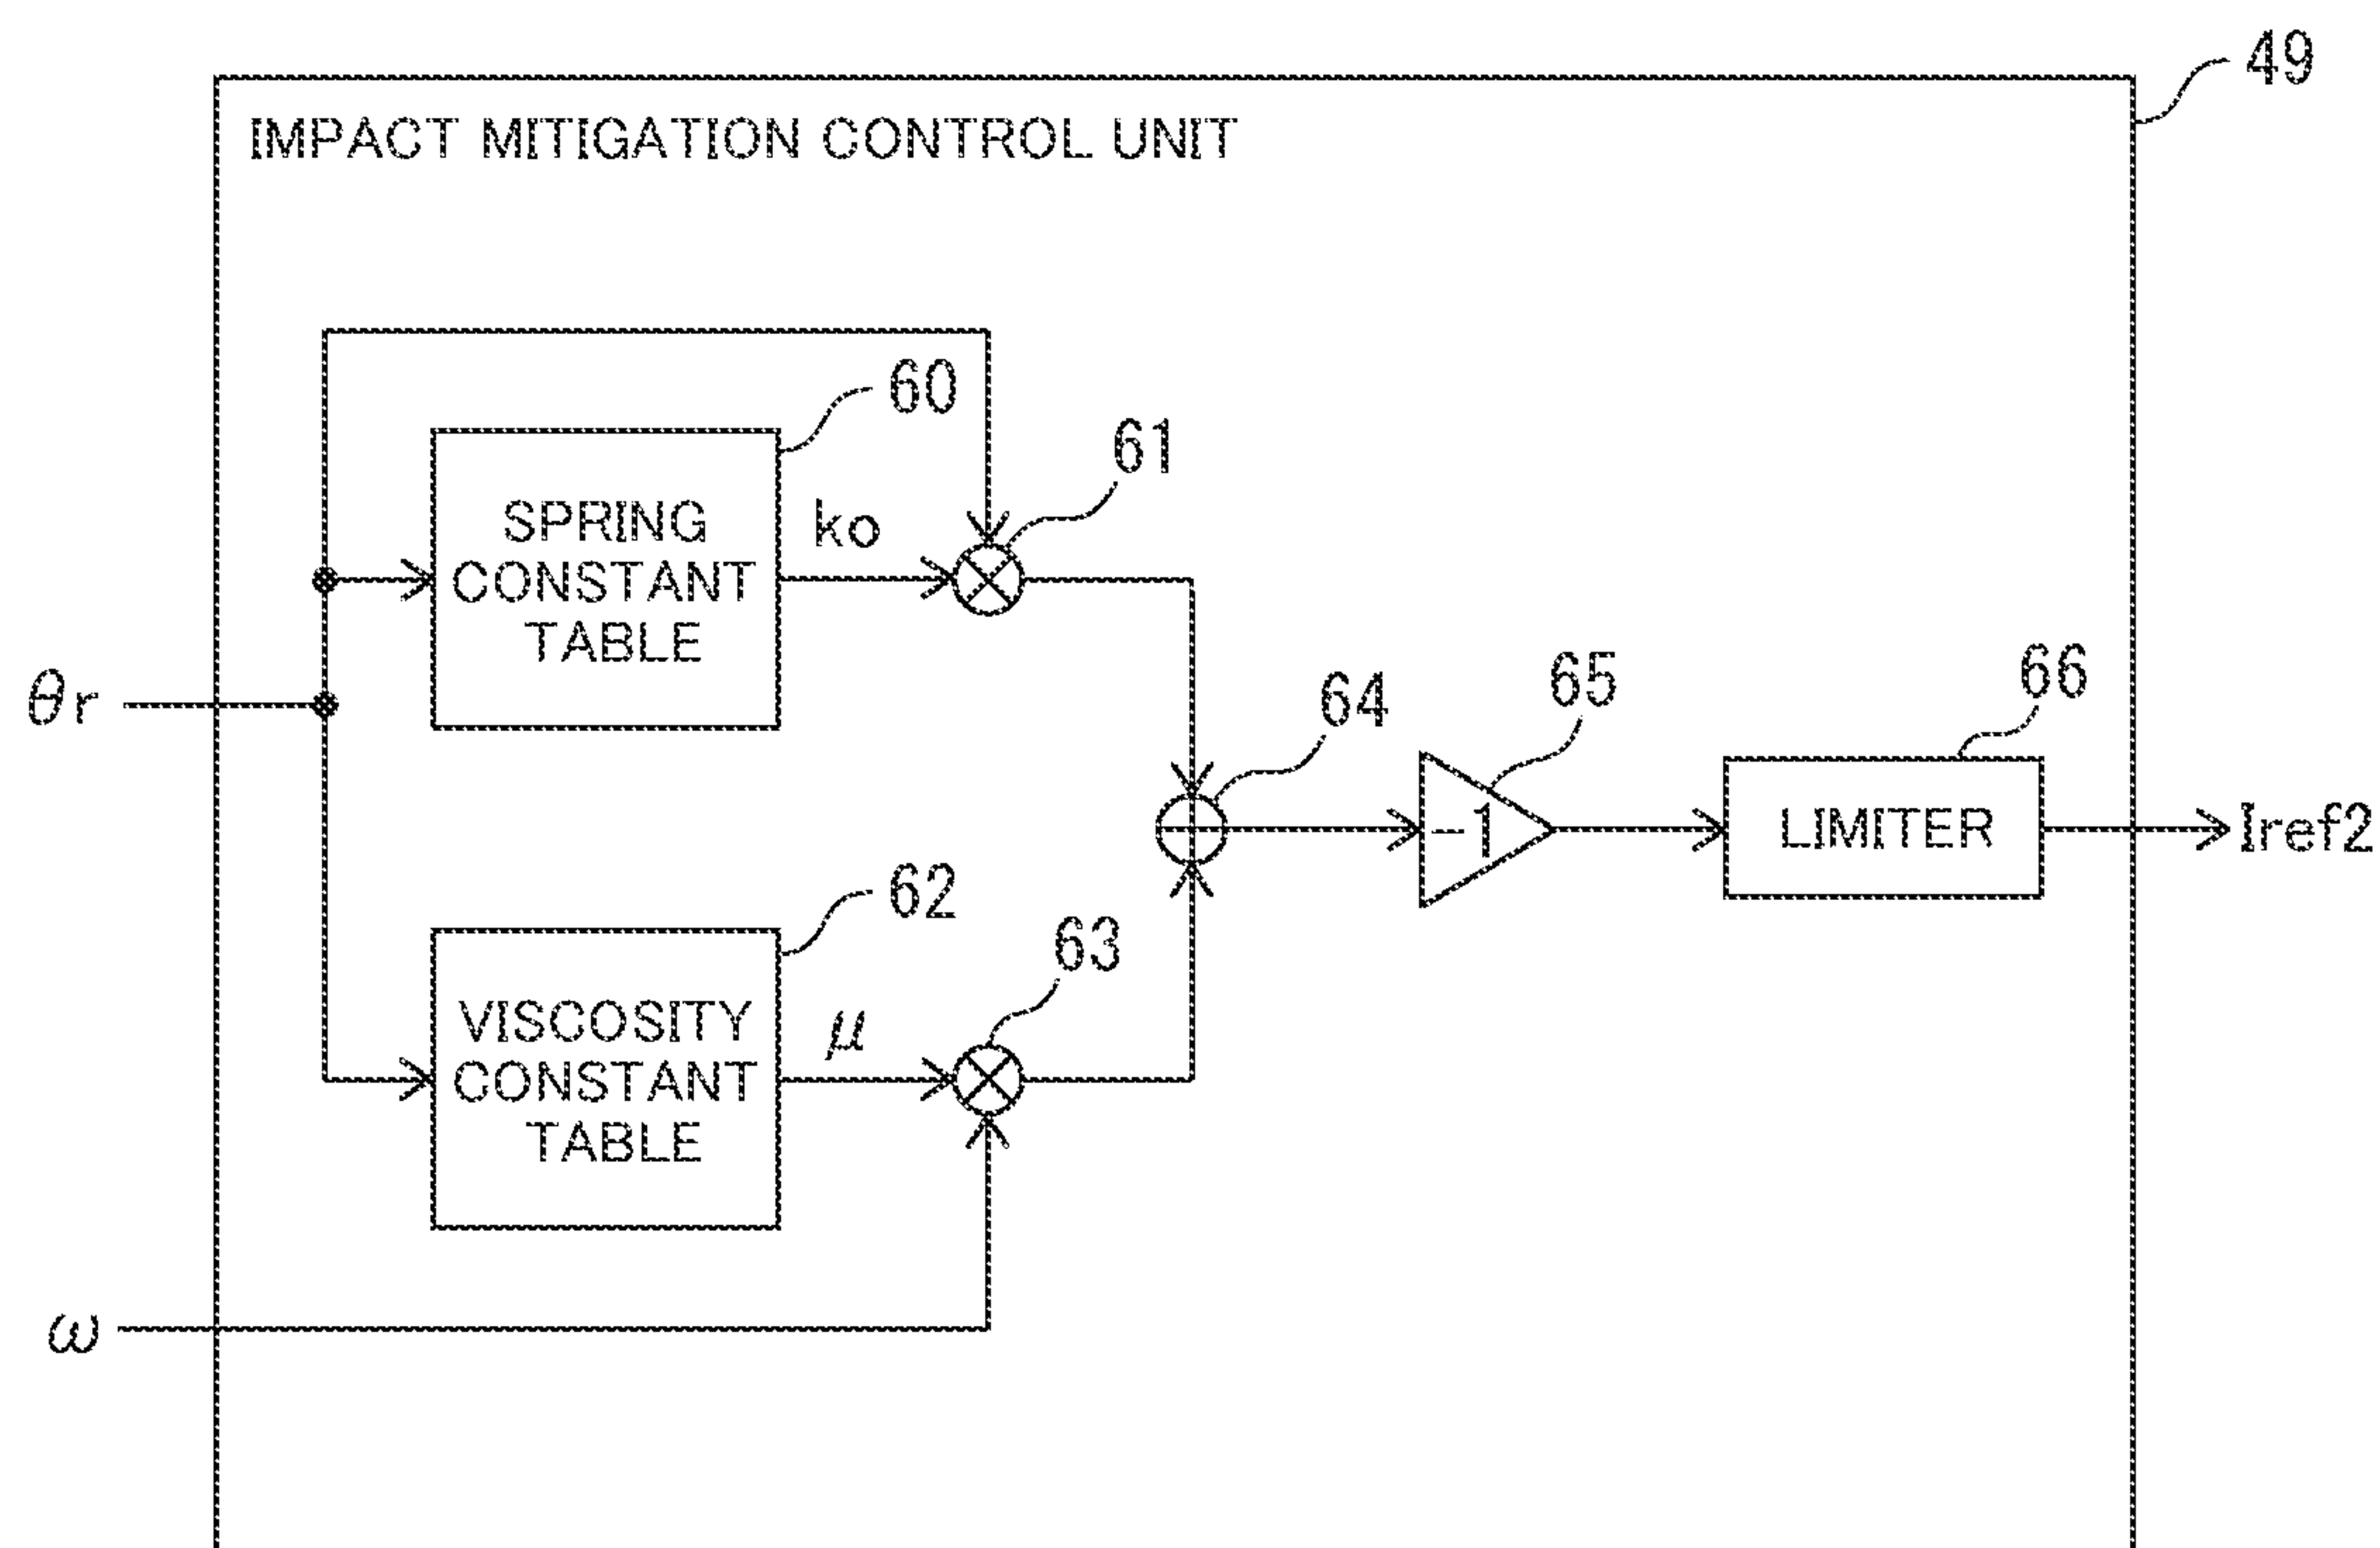 49
IMPACT MITIGATION CONTROL UNIT
60
61
SPRING
CONSTANT
TABLE
ko
θr
64
65
66
-1
LIMITER
Iref2
62
63
VISCOSITY
CONSTANT
TABLE
μ
ω